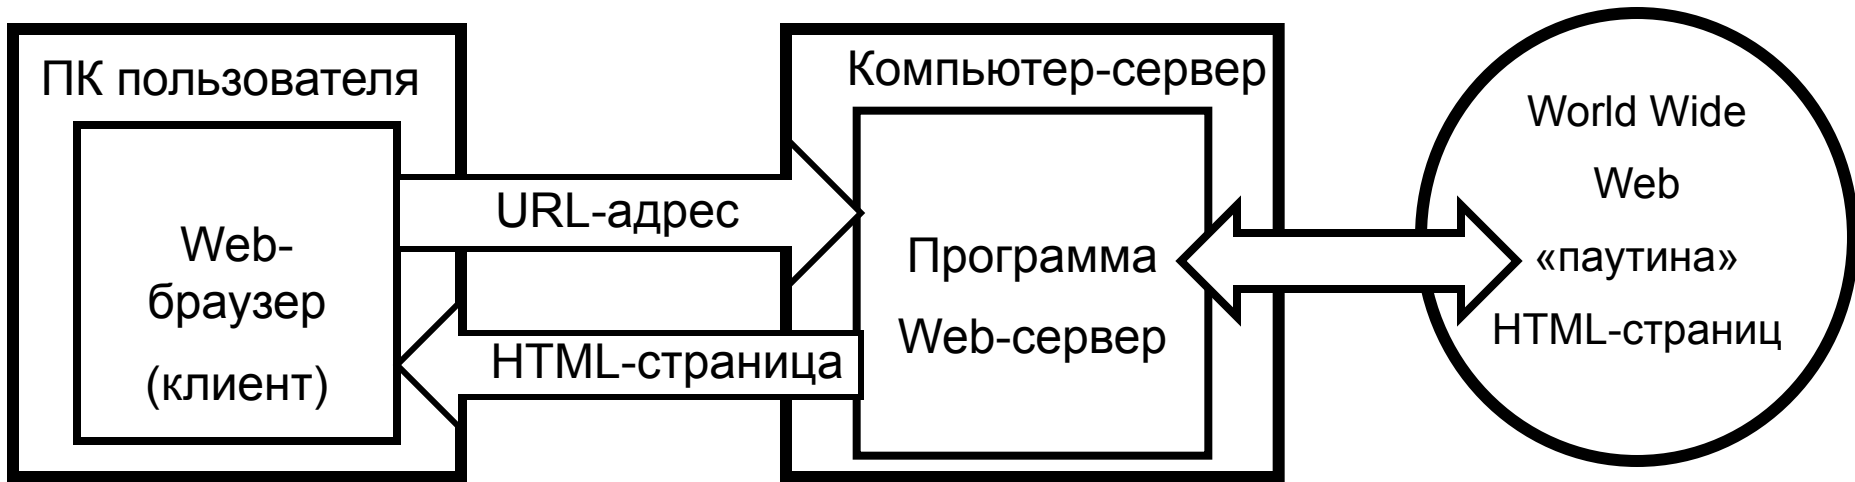 ПК пользователя
Web-
браузер
(клиент)
URL-адрес
HTML-страница
Компьютер-сервер
Программа
Web-сервер
World Wide
Web
«паутина»
HTML-страниц